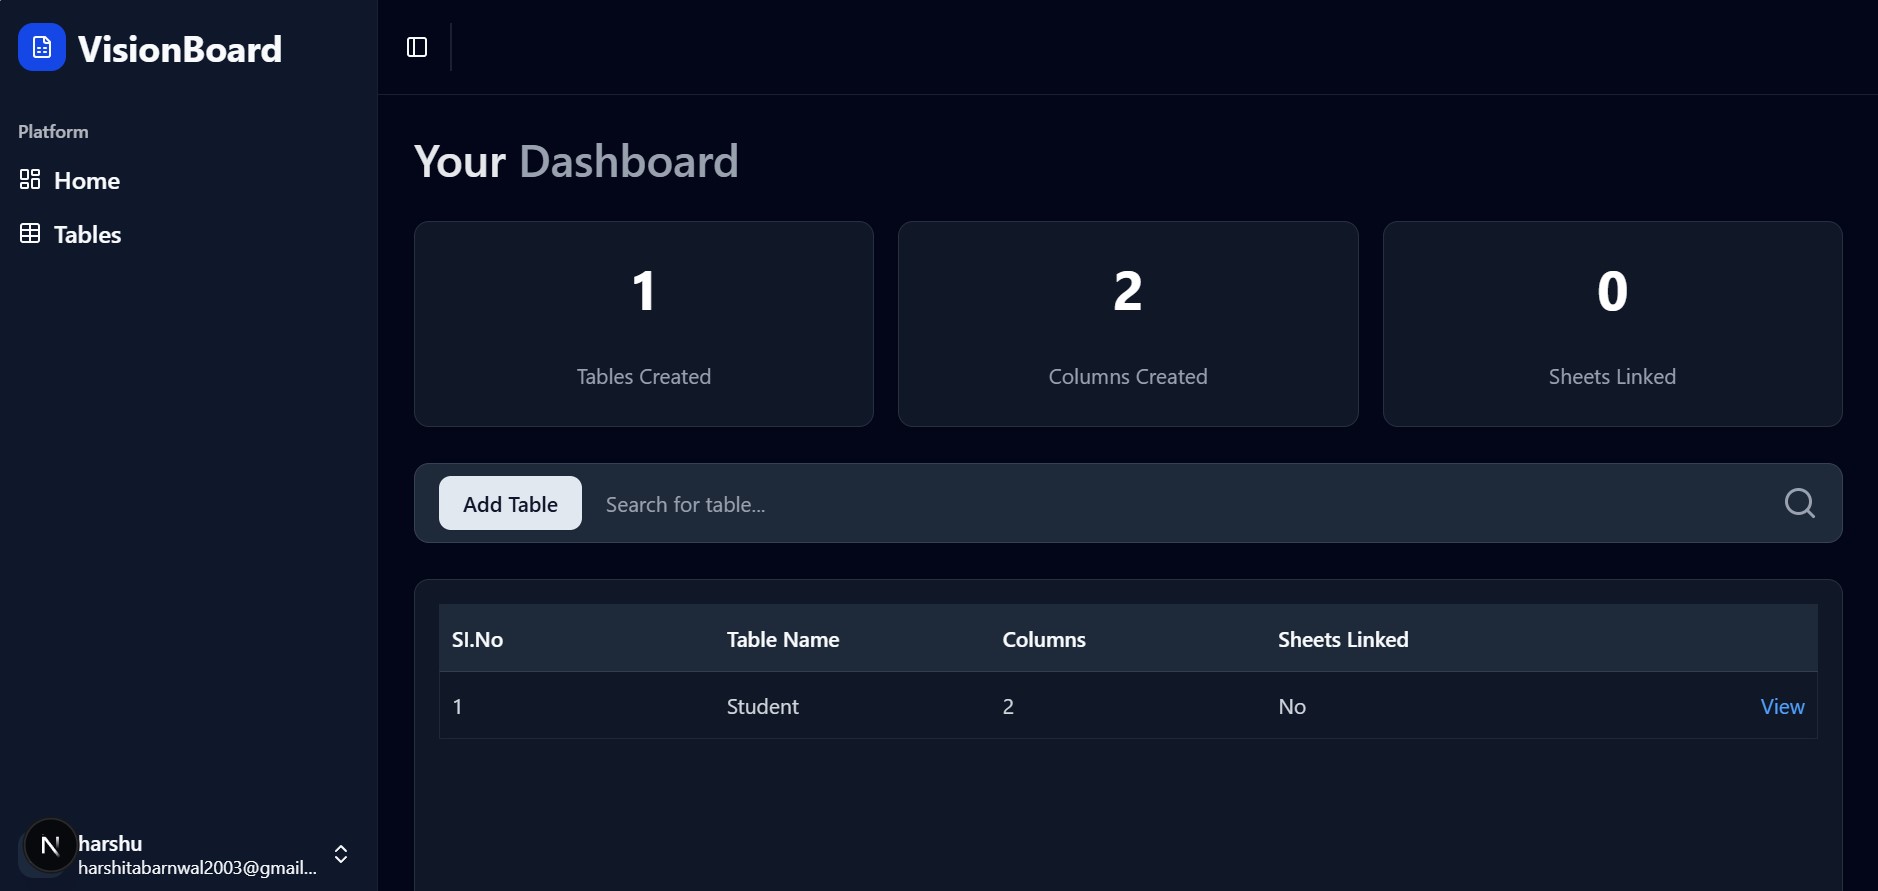 VisionBoard
Platform
Home
Tables
N
harshu
harshitabarnwal2003@gmail...
Your Dashboard
1
Tables Created
2
Columns Created
0
Sheets Linked
Add Table
Search for table...
Sl.No Table Name Columns Sheets Linked
1 Student 2 No View